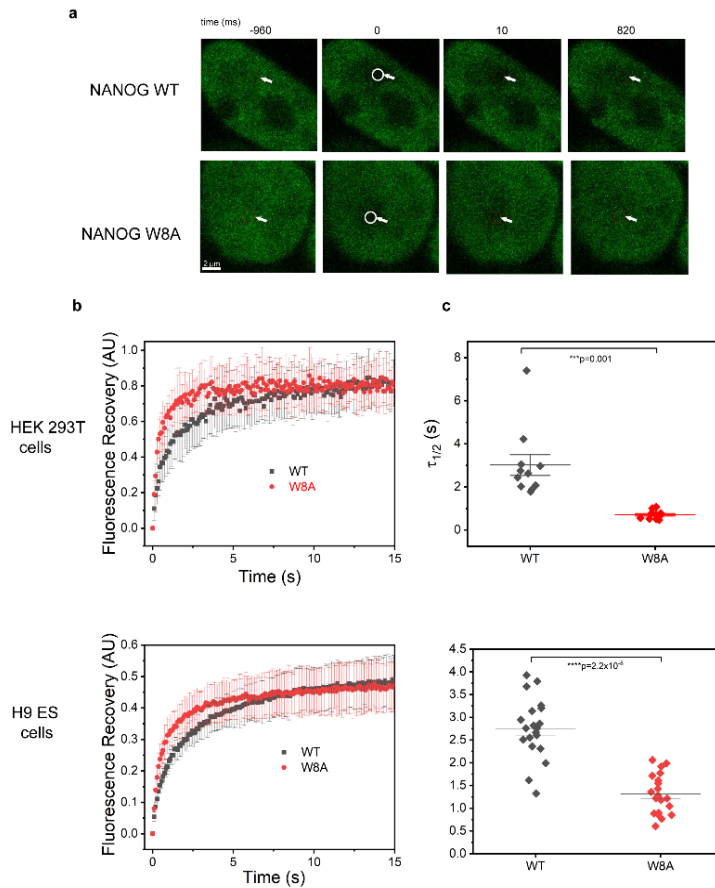 a
time (ms)
-960 0 10 820
NANOG WT
NANOG W8A
2 μm
b c
HEK 293T
cells
Fluorescence Recovery (AU)
1.0
0.8
0.6
0.4
0.2
0.0
WT
W8A
0 5 10 15
Time (s)
τ1/2 (s)
8
6
4
2
0
***p=0.001
WT W8A
H9 ES
cells
Fluorescence Recovery (AU)
0.6
0.5
0.4
0.3
0.2
0.1
0.0
WT
W8A
0 5 10 15
Time (s)
4.5
4.0
3.5
3.0
2.5
2.0
1.5
1.0
0.5
0.0
WT W8A